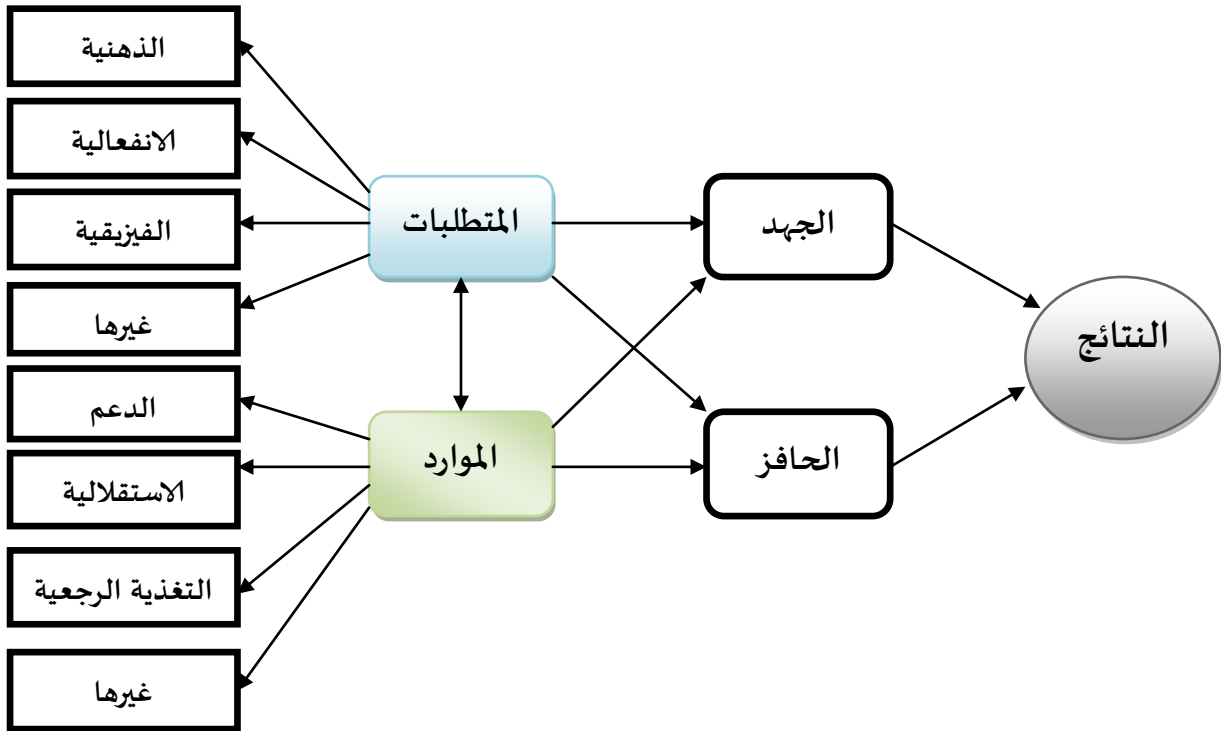 الذهنية
الانفعالية
الفيزيقية
غيرها
الدعم
الاستقلالية
التغذية الرجعية
غيرها
المتطلبات
الموارد
الجهد
الحافز
النتائج